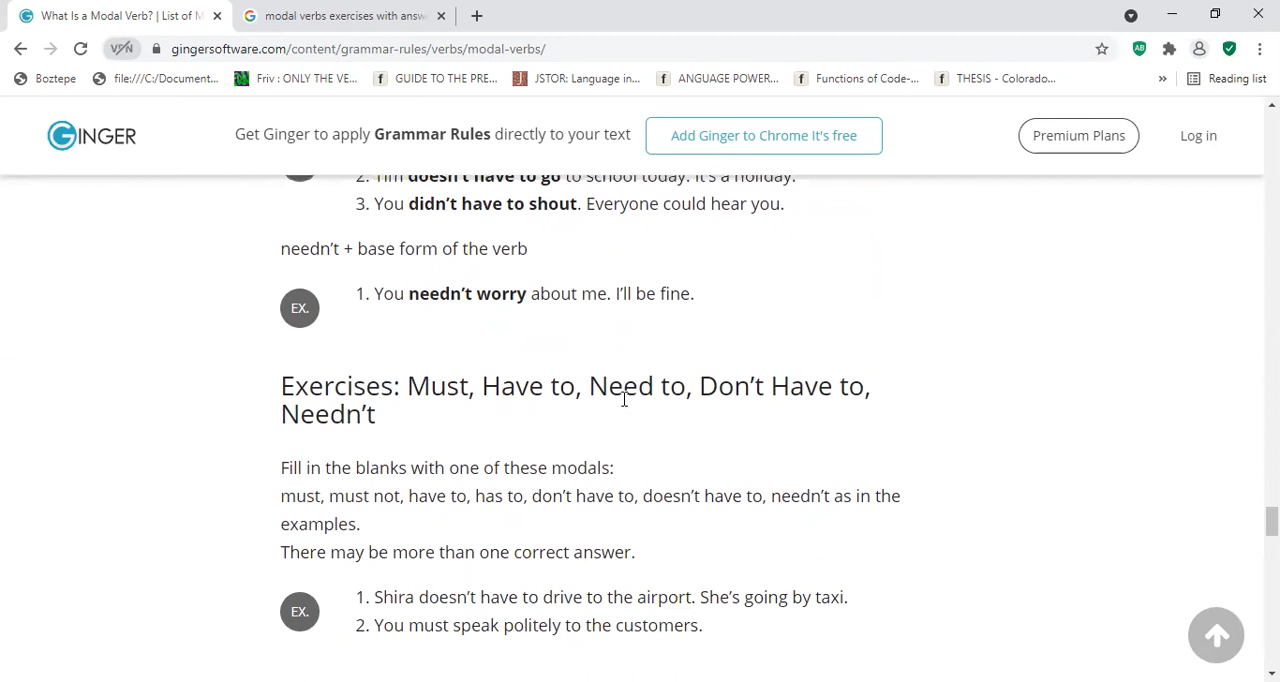 What Is a Modal Verb? | List of M
modal verbs exercises with answ
gingersoftware.com/content/grammar-rules/verbs/modal-verbs/
Boztepe
file:///C:/Document...
Friv : ONLY THE VE...
GUIDE TO THE PRE...
JSTOR: Language in...
ANGUAGE POWER...
Functions of Code-...
THESIS - Colorado...
»
Reading list
GINGER
Get Ginger to apply Grammar Rules directly to your text
Add Ginger to Chrome It's free
Premium Plans
Log in
2. Tim doesn't have to go to school today. It's a holiday.
3. You didn't have to shout. Everyone could hear you.
needn't + base form of the verb
EX.
1. You needn't worry about me. I'll be fine.
Exercises: Must, Have to, Need to, Don't Have to,
Needn't
Fill in the blanks with one of these modals:
must, must not, have to, has to, don't have to, doesn't have to, needn't as in the
examples.
There may be more than one correct answer.
EX.
1. Shira doesn't have to drive to the airport. She's going by taxi.
2. You must speak politely to the customers.